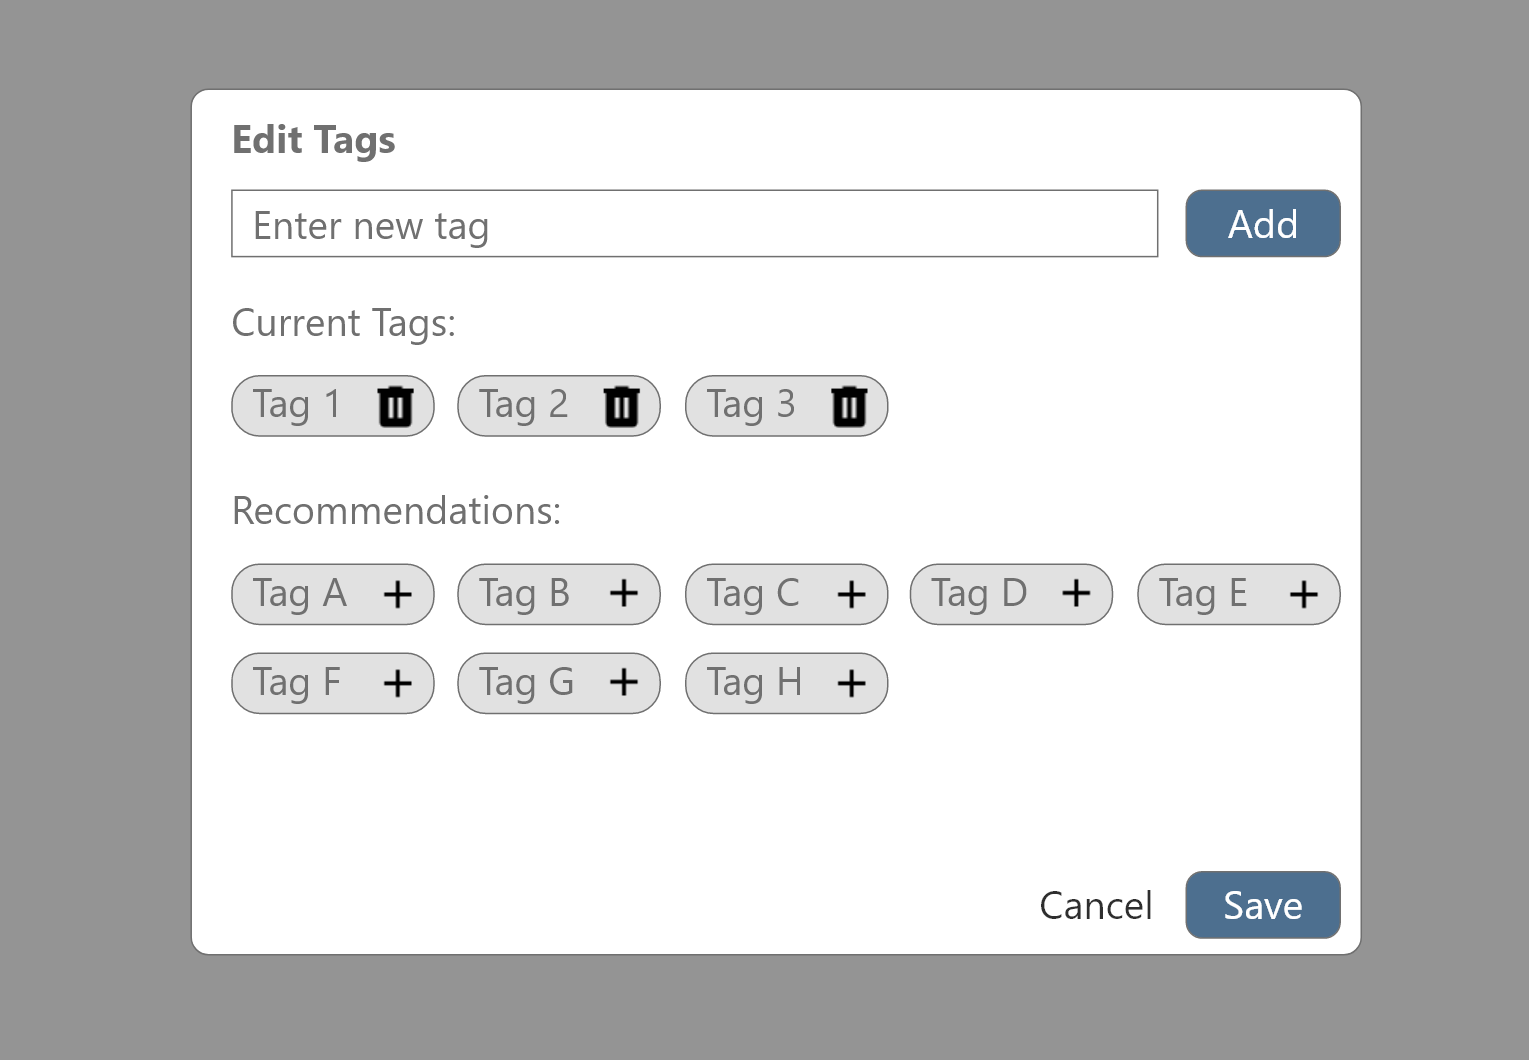 Edit Tags
Enter new tag Add
Current Tags:
Tag 1 Tag 2 Tag 3
Recommendations:
Tag A Tag B Tag C Tag D Tag E
Tag F Tag G Tag H
Cancel Save